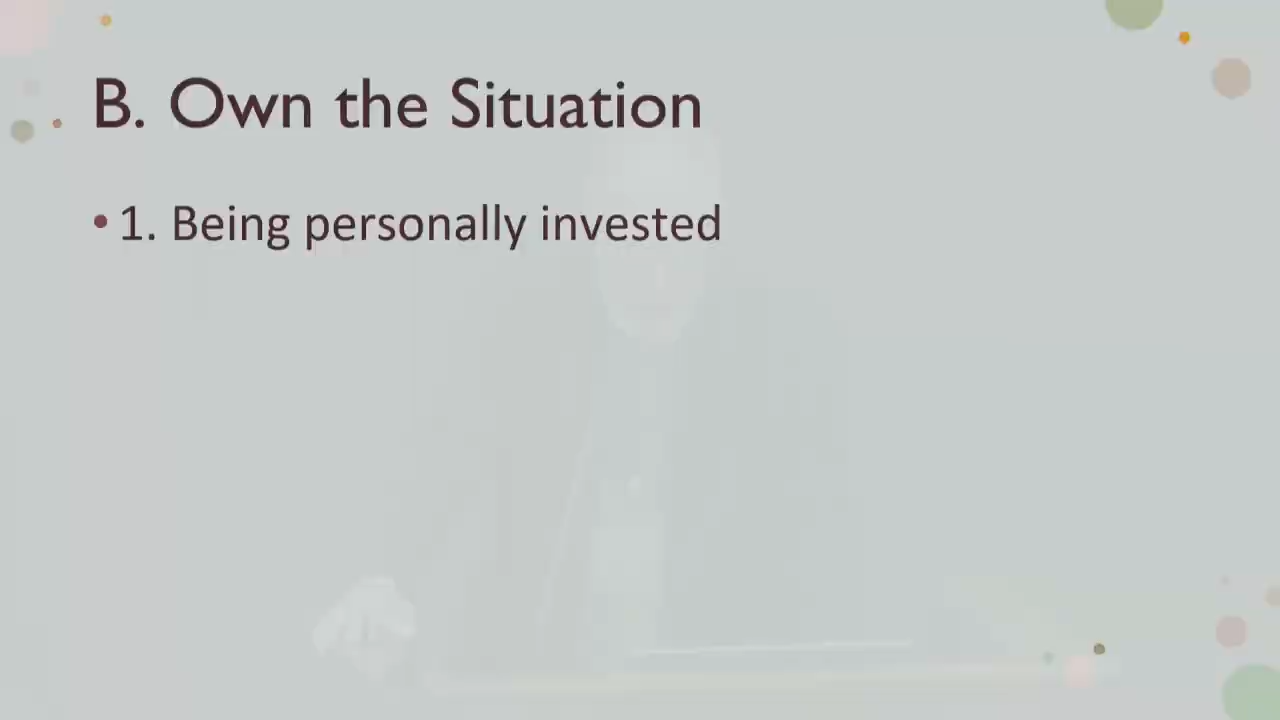 B. Own the Situation
• 1. Being personally invested